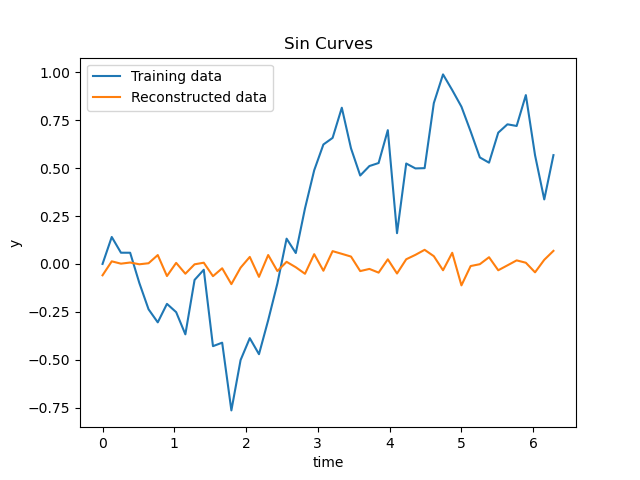 Sin Curves
Training data
Reconstructed data
1.00
0.75
0.50
0.25
0.00
−0.25
−0.50
−0.75
y
0 1 2 3 4 5 6
time